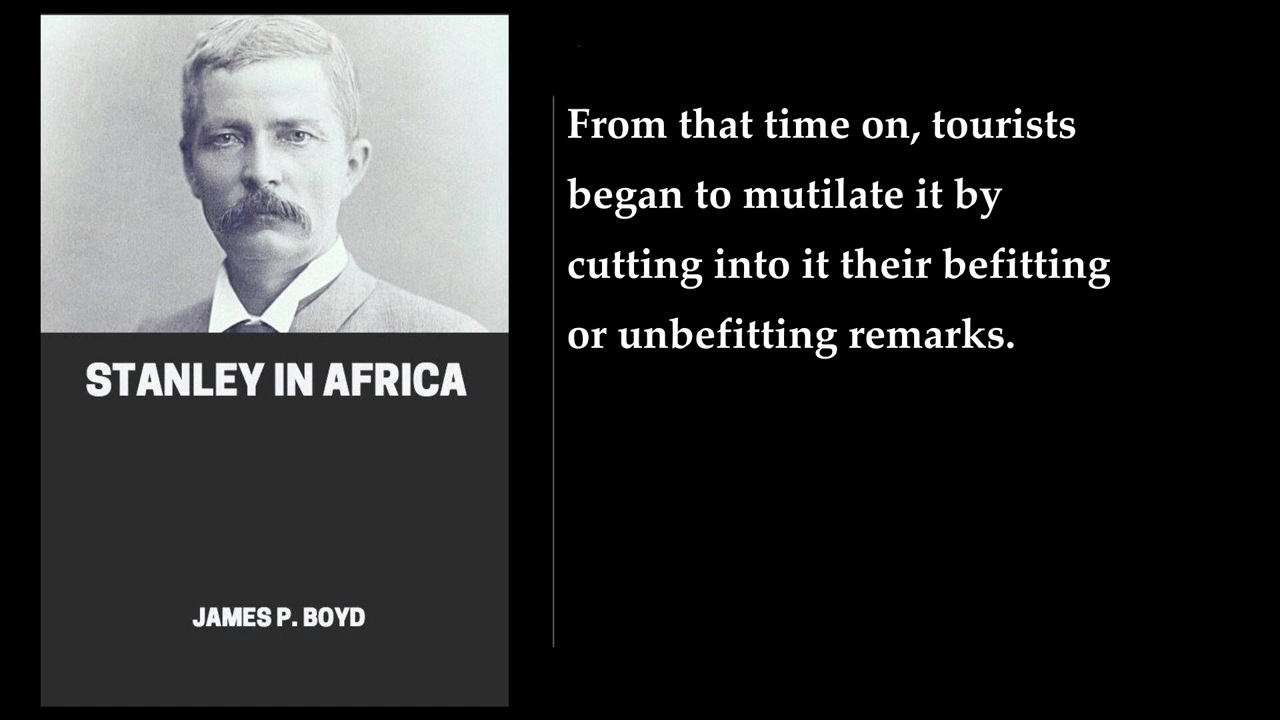 STANLEY IN AFRICA
JAMES P. BOYD
From that time on, tourists
began to mutilate it by
cutting into it their befitting
or unbefitting remarks.